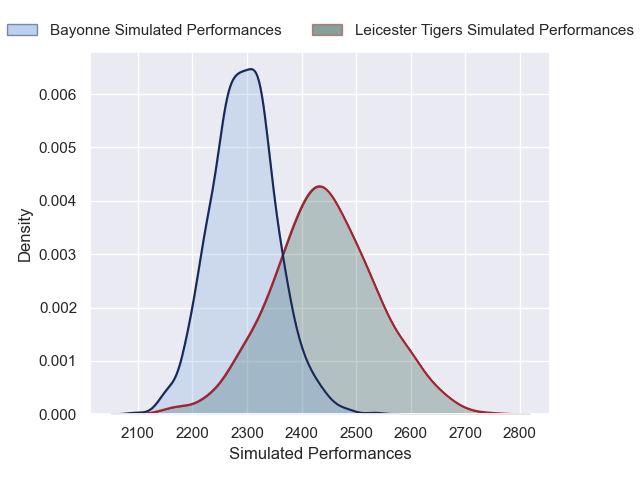 Bayonne Simulated Performances
Leicester Tigers Simulated Performances
0.006
0.005
0.004
0.003
0.002
0.001
0.000
Density
2100 2200 2300 2400 2500 2600 2700 2800
Simulated Performances